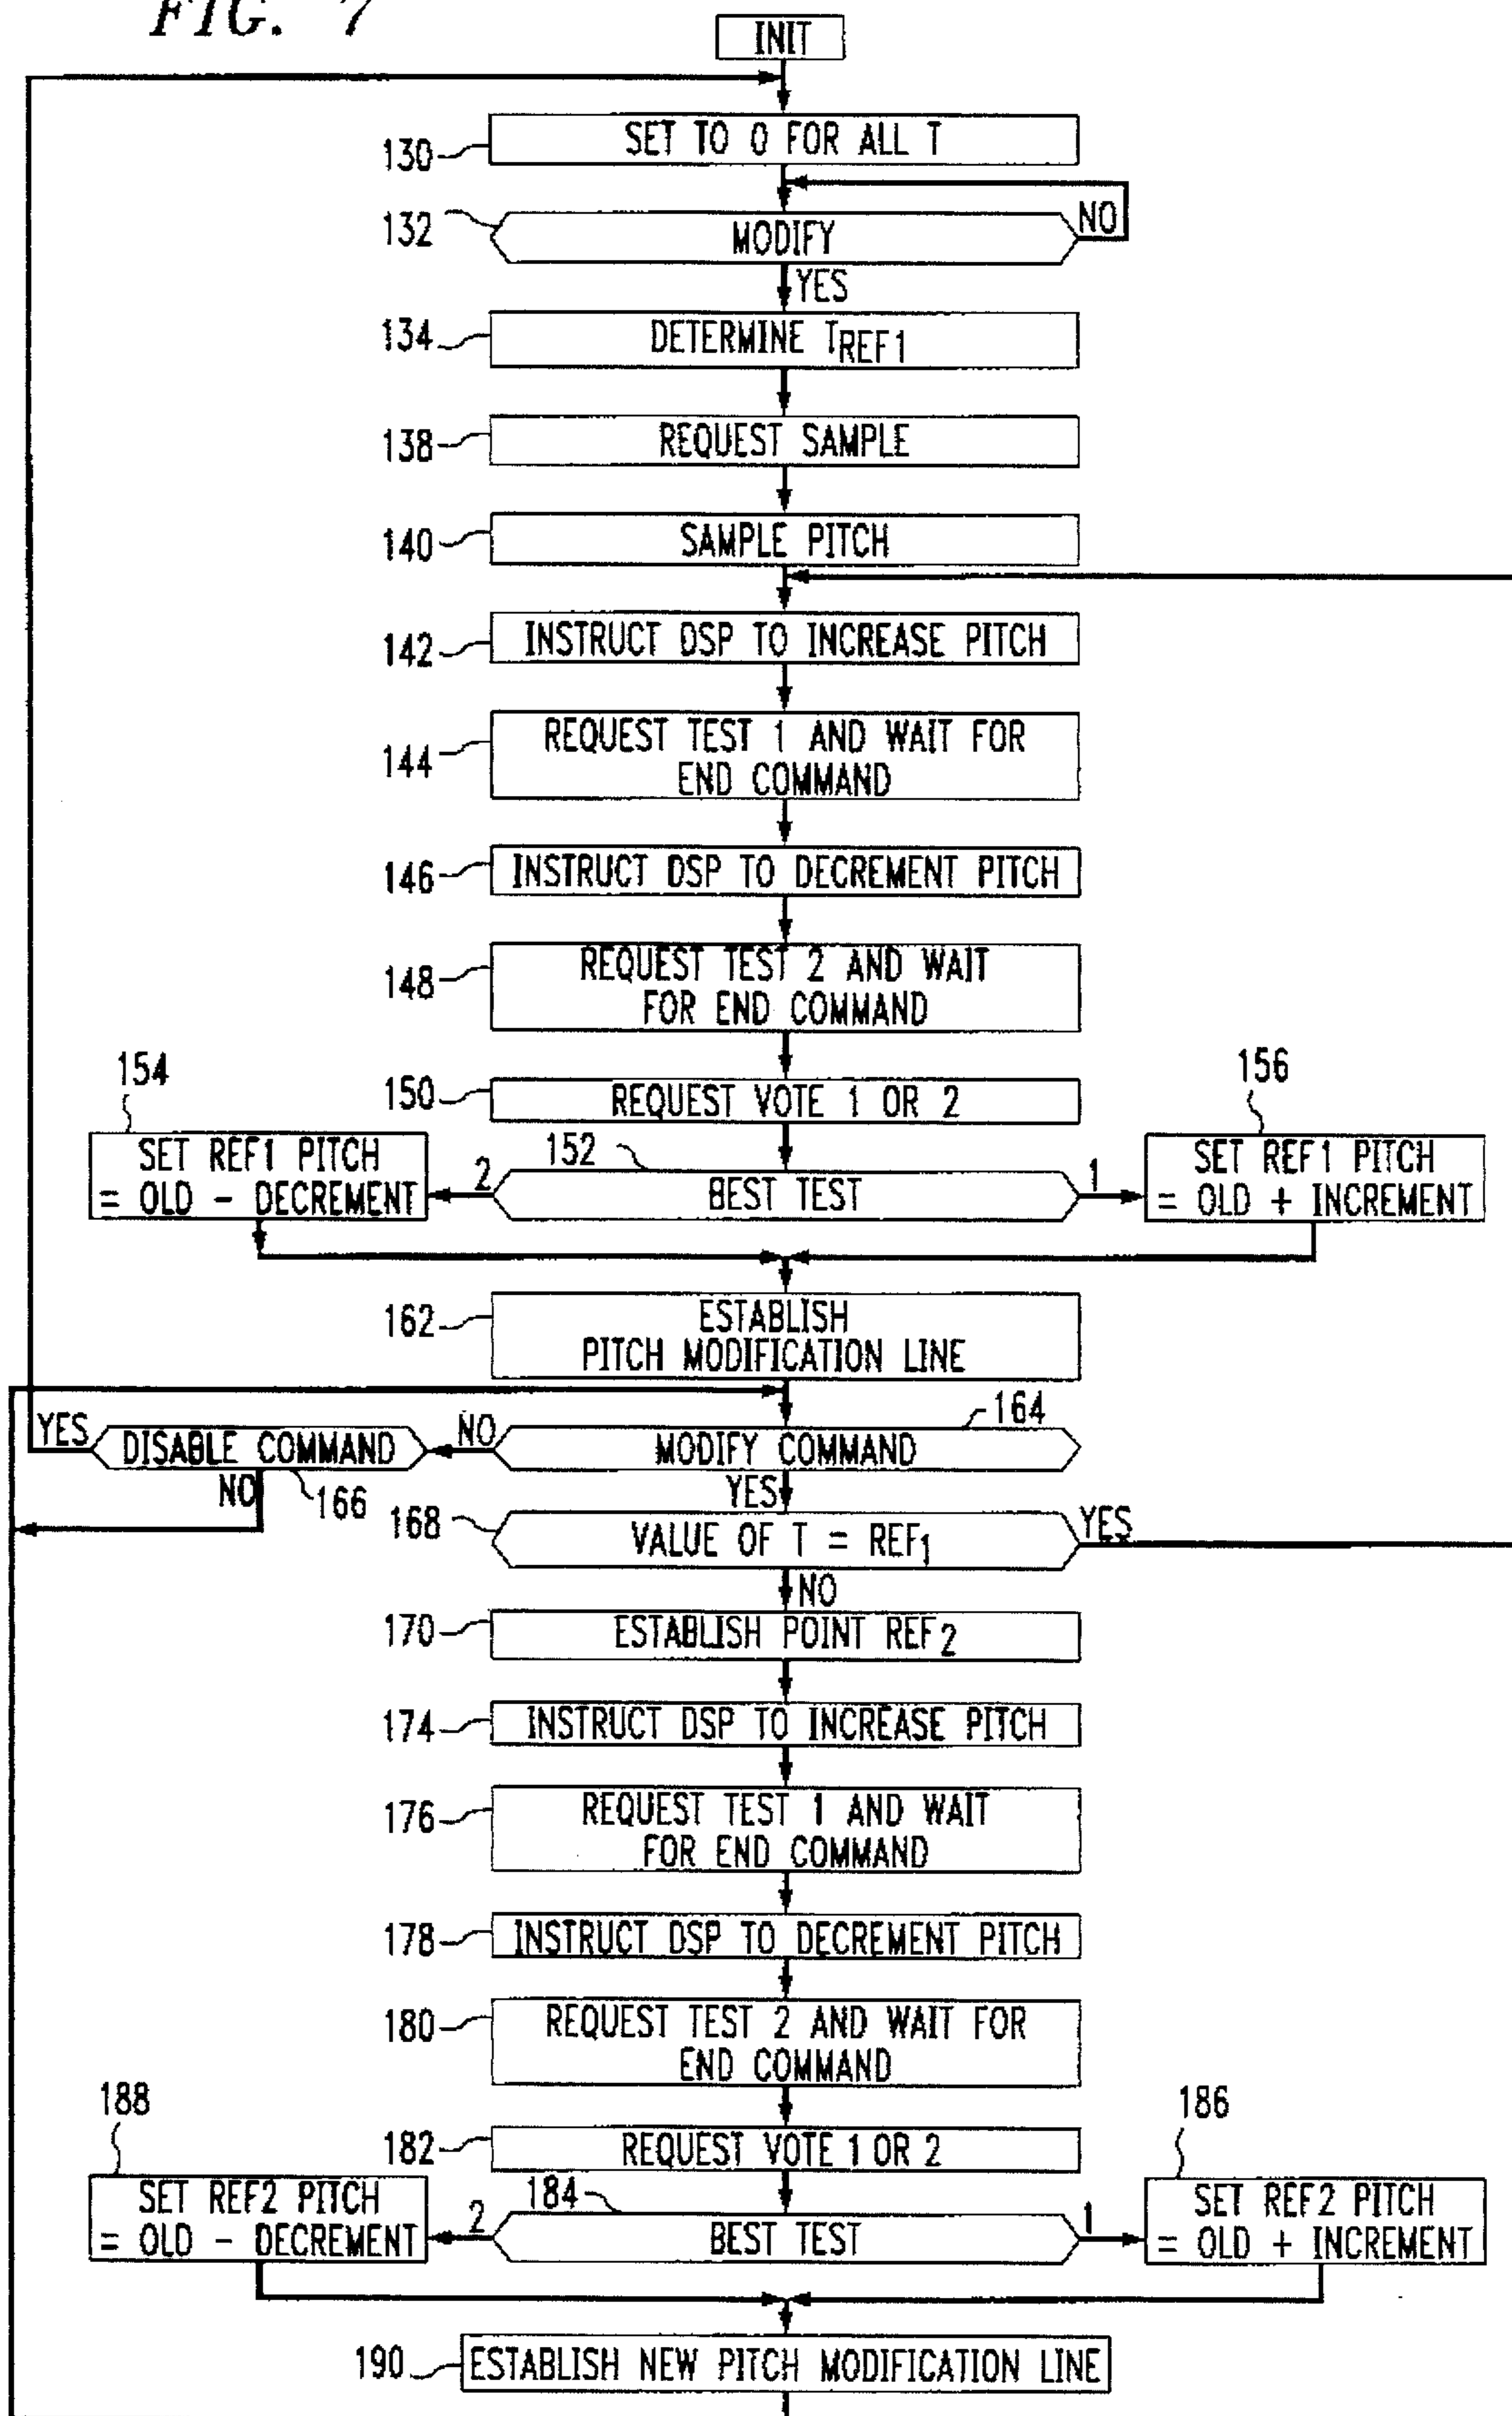 FIG. 7
INIT
130
SET TO 0 FOR ALL T
132
MODIFY
NO
YES
134
DETERMINE TREF1
138
REQUEST SAMPLE
140
SAMPLE PITCH
142
INSTRUCT DSP TO INCREASE PITCH
144
REQUEST TEST 1 AND WAIT FOR
END COMMAND
146
INSTRUCT DSP TO DECREMENT PITCH
148
REQUEST TEST 2 AND WAIT
FOR END COMMAND
150
REQUEST VOTE 1 OR 2
154
SET REF1 PITCH
= OLD - DECREMENT
2
152
BEST TEST
1
156
SET REF1 PITCH
= OLD + INCREMENT
162
ESTABLISH
PITCH MODIFICATION LINE
164
YES
DISABLE COMMAND
NO
MODIFY COMMAND
NO
166
YES
168
VALUE OF T = REF1
YES
NO
170
ESTABLISH POINT REF2
174
INSTRUCT DSP TO INCREASE PITCH
176
REQUEST TEST 1 AND WAIT
FOR END COMMAND
178
INSTRUCT DSP TO DECREMENT PITCH
180
REQUEST TEST 2 AND WAIT FOR
END COMMAND
182
REQUEST VOTE 1 OR 2
188
SET REF2 PITCH
= OLD - DECREMENT
2
184
BEST TEST
1
186
SET REF2 PITCH
= OLD + INCREMENT
190
ESTABLISH NEW PITCH MODIFICATION LINE